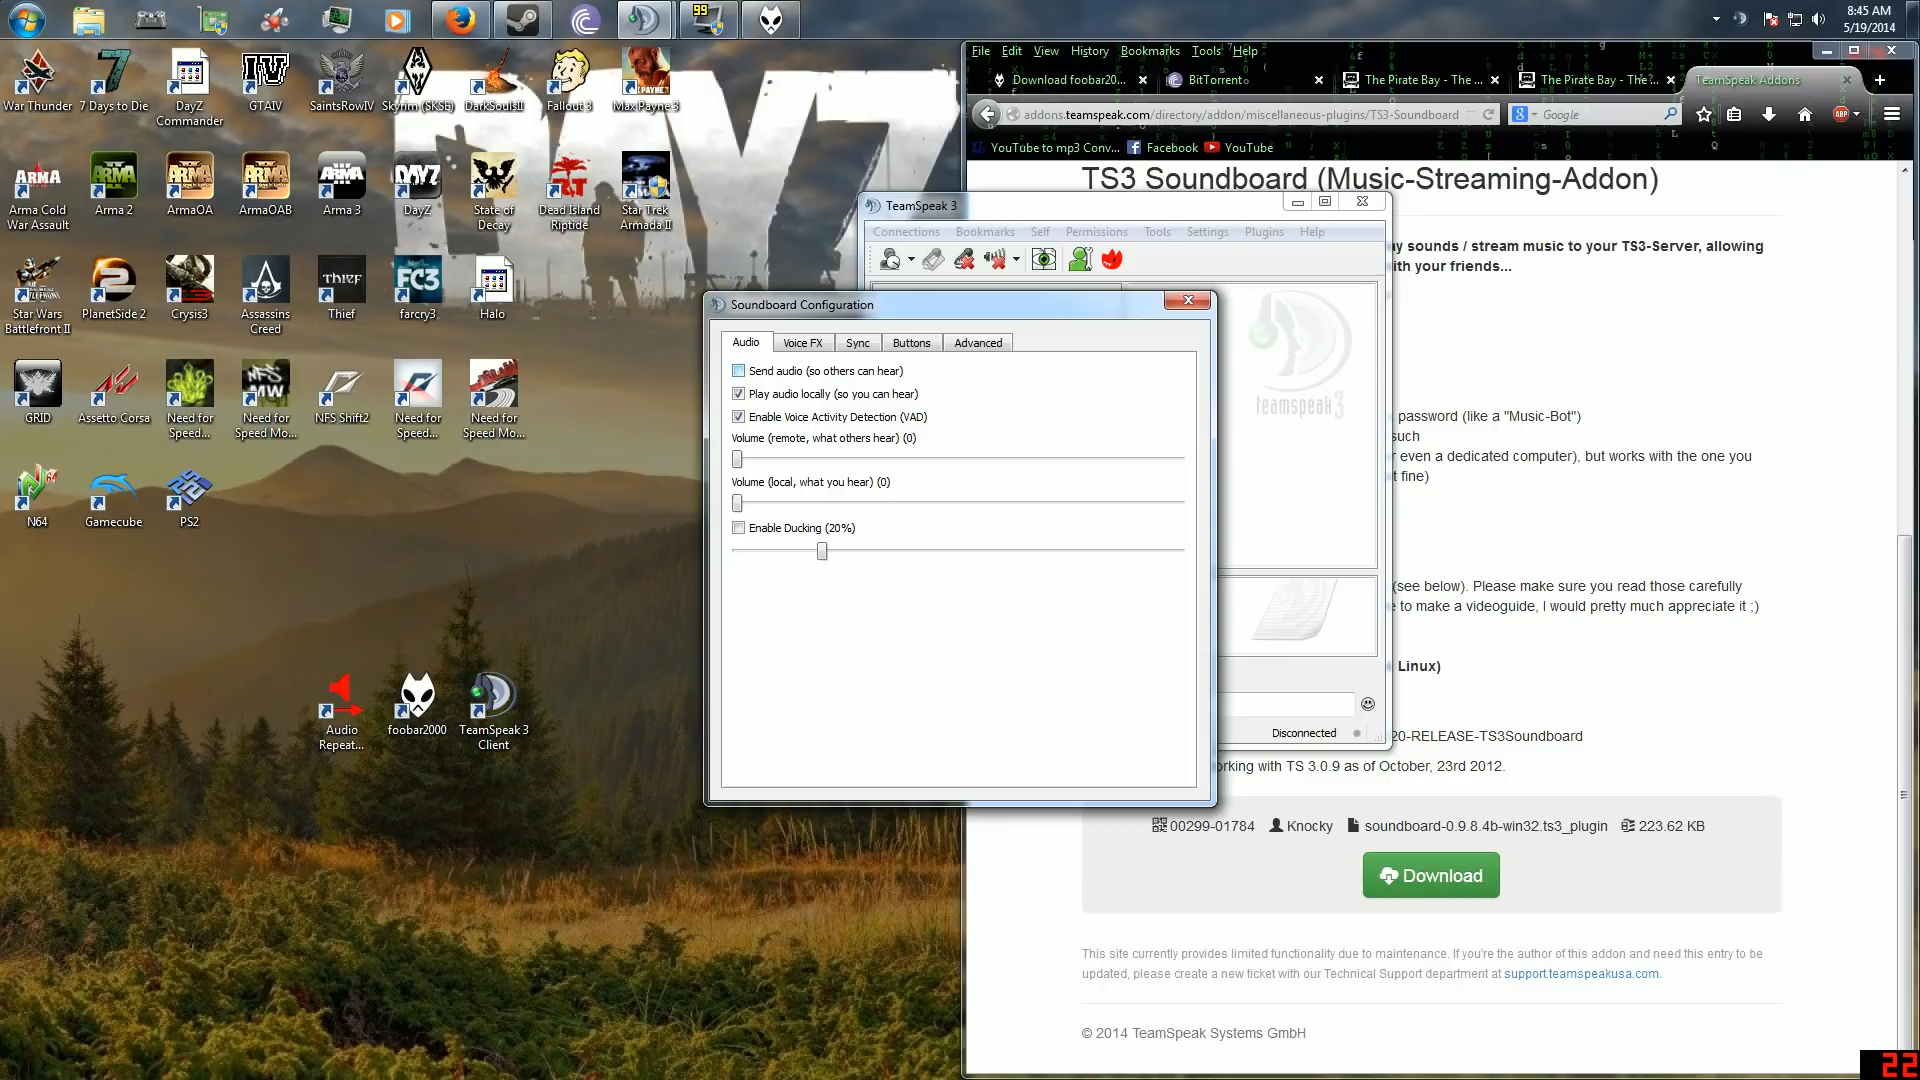 99
8:45 AM
5/19/2014
War Thunder
7 Days to Die
DayZ Commander
GTAIV
SaintsRowIV
Skyrim (SKSE)
DarkSoulsII
Fallout 3
Max Payne 3
Arma Cold War Assault
Arma 2
ArmaOA
ArmaOAB
Arma 3
DayZ
State of Decay
Dead Island Riptide
Star Trek Armada II
Star Wars Battlefront II
PlanetSide 2
Crysis3
Assassins Creed
Thief
farcry3
Halo
GRID
Assetto Corsa
Need for Speed...
Need for Speed Mo...
NFS Shift2
Need for Speed...
Need for Speed Mo...
N64
Gamecube
PS2
Audio Repeat...
foobar2000
TeamSpeak 3 Client
DAYZ
File Edit View History Bookmarks Tools Help
Download foobar20...
BitTorrent
The Pirate Bay - The ...
The Pirate Bay - The ...
TeamSpeak Addons
addons.teamspeak.com/directory/addon/miscellaneous-plugins/TS3-Soundboard
Google
ABP
YouTube to mp3 Conv...
Facebook
YouTube
TS3 Soundboard (Music-Streaming-Addon)
y sounds / stream music to your TS3-Server, allowing
ith your friends...
TeamSpeak 3
Connections Bookmarks Self Permissions Tools Settings Plugins Help
teamspeak3
Disconnected
Soundboard Configuration
Audio
Voice FX
Sync
Buttons
Advanced
Send audio (so others can hear)
Play audio locally (so you can hear)
Enable Voice Activity Detection (VAD)
Volume (remote, what others hear) (0)
Volume (local, what you hear) (0)
Enable Ducking (20%)
password (like a "Music-Bot")
such
r even a dedicated computer), but works with the one you
t fine)
(see below). Please make sure you read those carefully
e to make a videoguide, I would pretty much appreciate it ;)
Linux)
20-RELEASE-TS3Soundboard
orking with TS 3.0.9 as of October, 23rd 2012.
00299-01784
Knocky
soundboard-0.9.8.4b-win32.ts3_plugin
223.62 KB
Download
This site currently provides limited functionality due to maintenance. If you're the author of this addon and need this entry to be
updated, please create a new ticket with our Technical Support department at support.teamspeakusa.com.
© 2014 TeamSpeak Systems GmbH
22